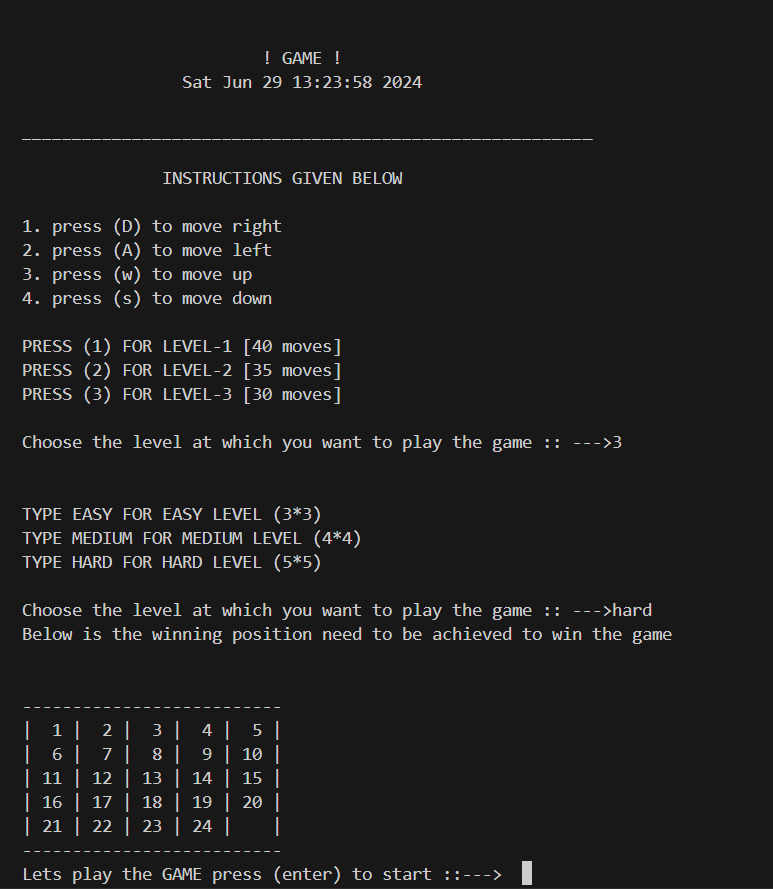 ! GAME !
Sat Jun 29 13:23:58 2024
_________________________________________________________
INSTRUCTIONS GIVEN BELOW
1. press (D) to move right
2. press (A) to move left
3. press (w) to move up
4. press (s) to move down
PRESS (1) FOR LEVEL-1 [40 moves]
PRESS (2) FOR LEVEL-2 [35 moves]
PRESS (3) FOR LEVEL-3 [30 moves]
Choose the level at which you want to play the game :: --->3
TYPE EASY FOR EASY LEVEL (3*3)
TYPE MEDIUM FOR MEDIUM LEVEL (4*4)
TYPE HARD FOR HARD LEVEL (5*5)
Choose the level at which you want to play the game :: --->hard
Below is the winning position need to be achieved to win the game
--------------------------
|  1 |  2 |  3 |  4 |  5 |
|  6 |  7 |  8 |  9 | 10 |
| 11 | 12 | 13 | 14 | 15 |
| 16 | 17 | 18 | 19 | 20 |
| 21 | 22 | 23 | 24 |    |
--------------------------
Lets play the GAME press (enter) to start ::--->